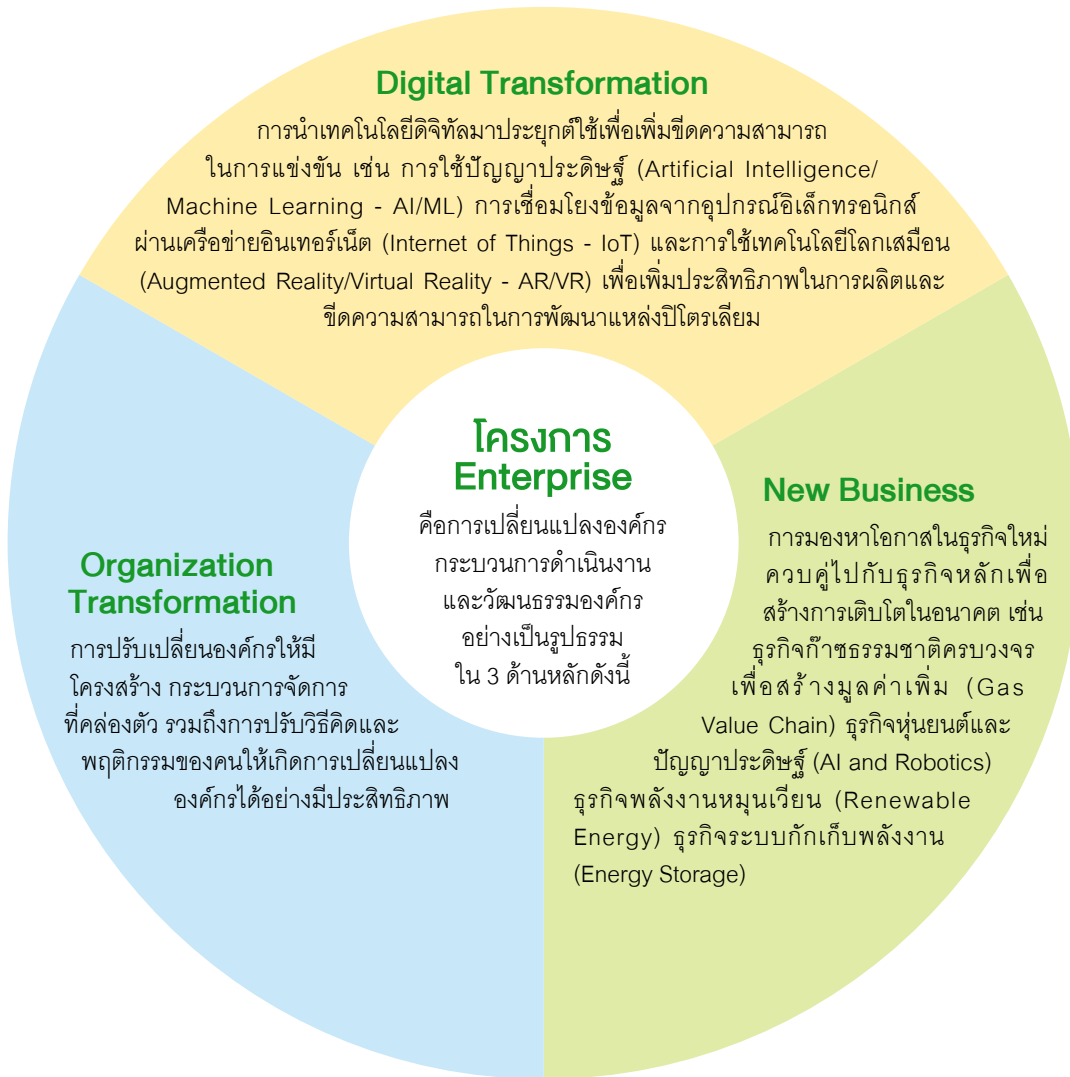 Digital Transformation
การนำเทคโนโลยีดิจิทัลมาประยุกต์ใช้เพื่อเพิ่มขีดความสามารถ
ในการแข่งขัน เช่น การใช้ปัญญาประดิษฐ์ (Artificial Intelligence/
Machine Learning - AI/ML) การเชื่อมโยงข้อมูลจากอุปกรณ์อิเล็กทรอนิกส์
ผ่านเครือข่ายอินเทอร์เน็ต (Internet of Things - IoT) และการใช้เทคโนโลยีโลกเสมือน
(Augmented Reality/Virtual Reality - AR/VR) เพื่อเพิ่มประสิทธิภาพในการผลิตและ
ขีดความสามารถในการพัฒนาแหล่งปิโตรเลียม
โครงการ
Enterprise
คือการเปลี่ยนแปลงองค์กร
กระบวนการดำเนินงาน
และวัฒนธรรมองค์กร
อย่างเป็นรูปธรรม
ใน 3 ด้านหลักดังนี้
Organization
Transformation
การปรับเปลี่ยนองค์กรให้มี
โครงสร้าง กระบวนการจัดการ
ที่คล่องตัว รวมถึงการปรับวิธีคิดและ
พฤติกรรมของคนให้เกิดการเปลี่ยนแปลง
องค์กรได้อย่างมีประสิทธิภาพ
New Business
การมองหาโอกาสในธุรกิจใหม่
ควบคู่ไปกับธุรกิจหลักเพื่อ
สร้างการเติบโตในอนาคต เช่น
ธุรกิจก๊าซธรรมชาติครบวงจร
เพื่อสร้างมูลค่าเพิ่ม (Gas
Value Chain) ธุรกิจหุ่นยนต์และ
ปัญญาประดิษฐ์ (AI and Robotics)
ธุรกิจพลังงานหมุนเวียน (Renewable
Energy) ธุรกิจระบบกักเก็บพลังงาน
(Energy Storage)